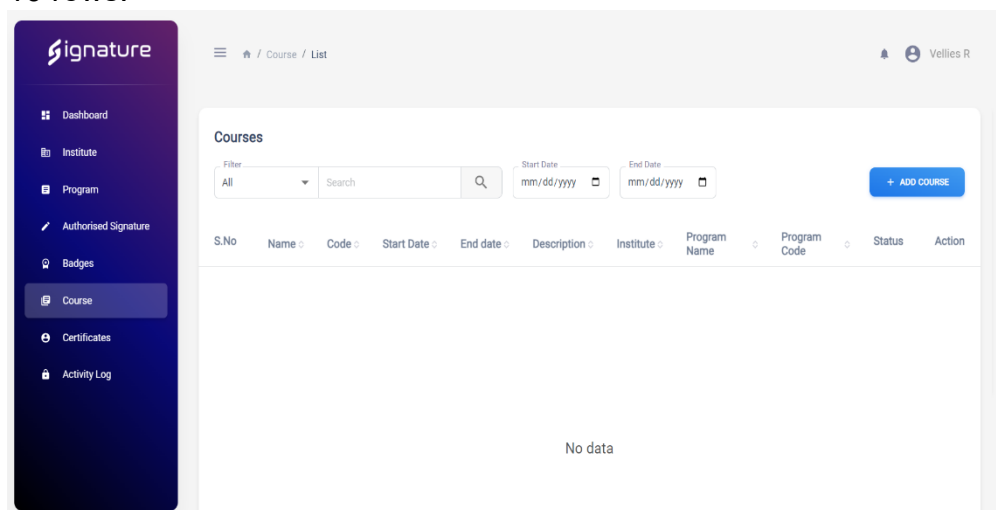 Signature
/ Course / List
Vellies R
Dashboard
Institute
Program
Authorised Signature
Badges
Course
Certificates
Activity Log
Courses
Filter
All
Search
Start Date
mm/dd/yyyy
End Date
mm/dd/yyyy
+ ADD COURSE
S.No Name Code Start Date End date Description Institute Program Name Program Code Status Action
No data